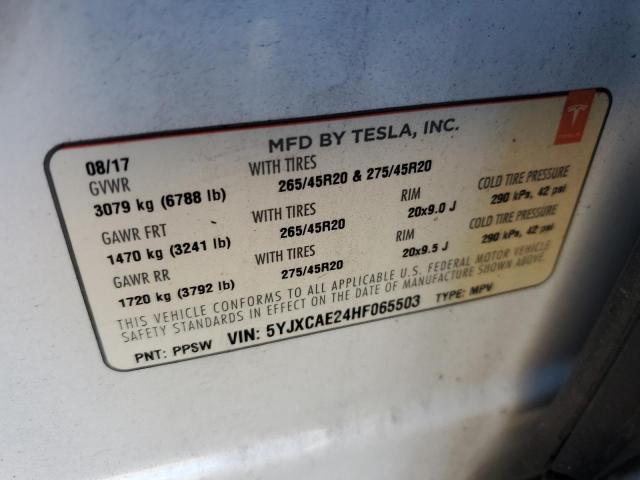 MFD BY TESLA, INC.
TESLA
08/17
GVWR WITH TIRES COLD TIRE PRESSURE
3079 kg (6788 lb) 265/45R20 & 275/45R20 RIM 290 kPa, 42 psi
GAWR FRT WITH TIRES 20x9.0 J COLD TIRE PRESSURE
1470 kg (3241 lb) 265/45R20 RIM 290 kPa, 42 psi
GAWR RR WITH TIRES 20x9.5 J
1720 kg (3792 lb) 275/45R20
THIS VEHICLE CONFORMS TO ALL APPLICABLE U.S. FEDERAL MOTOR VEHICLE
SAFETY STANDARDS IN EFFECT ON THE DATE OF MANUFACTURE SHOWN ABOVE.
PNT: PPSW VIN: 5YJXCAE24HF065503 TYPE: MPV